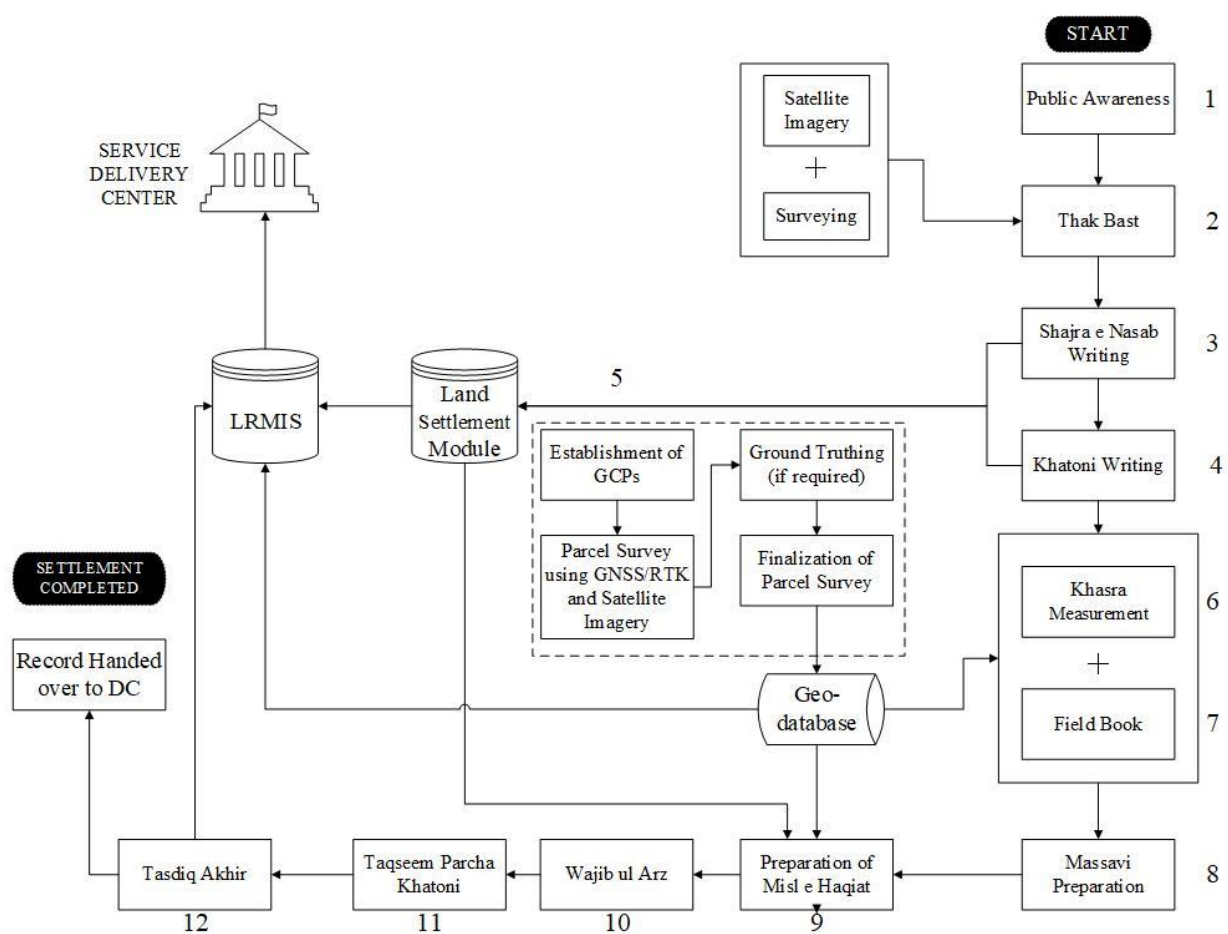 START
Public Awareness
1
Satellite
Imagery
+
Surveying
Thak Bast
2
SERVICE
DELIVERY
CENTER
Shajra e Nasab
Writing
3
5
LRMIS
Land
Settlement
Module
Khatoni Writing
4
Establishment of
GCPs
Ground Truthing
(if required)
Parcel Survey
using GNSS/RTK
and Satellite
Imagery
Finalization of
Parcel Survey
SETTLEMENT
COMPLETED
Khasra
Measurement
6
+
Record Handed
over to DC
Geo-
database
Field Book
7
Tasdiq Akhir
Taqseem Parcha
Khatoni
Wajib ul Arz
Preparation of
Misl e Haqiat
Massavi
Preparation
8
12
11
10
9